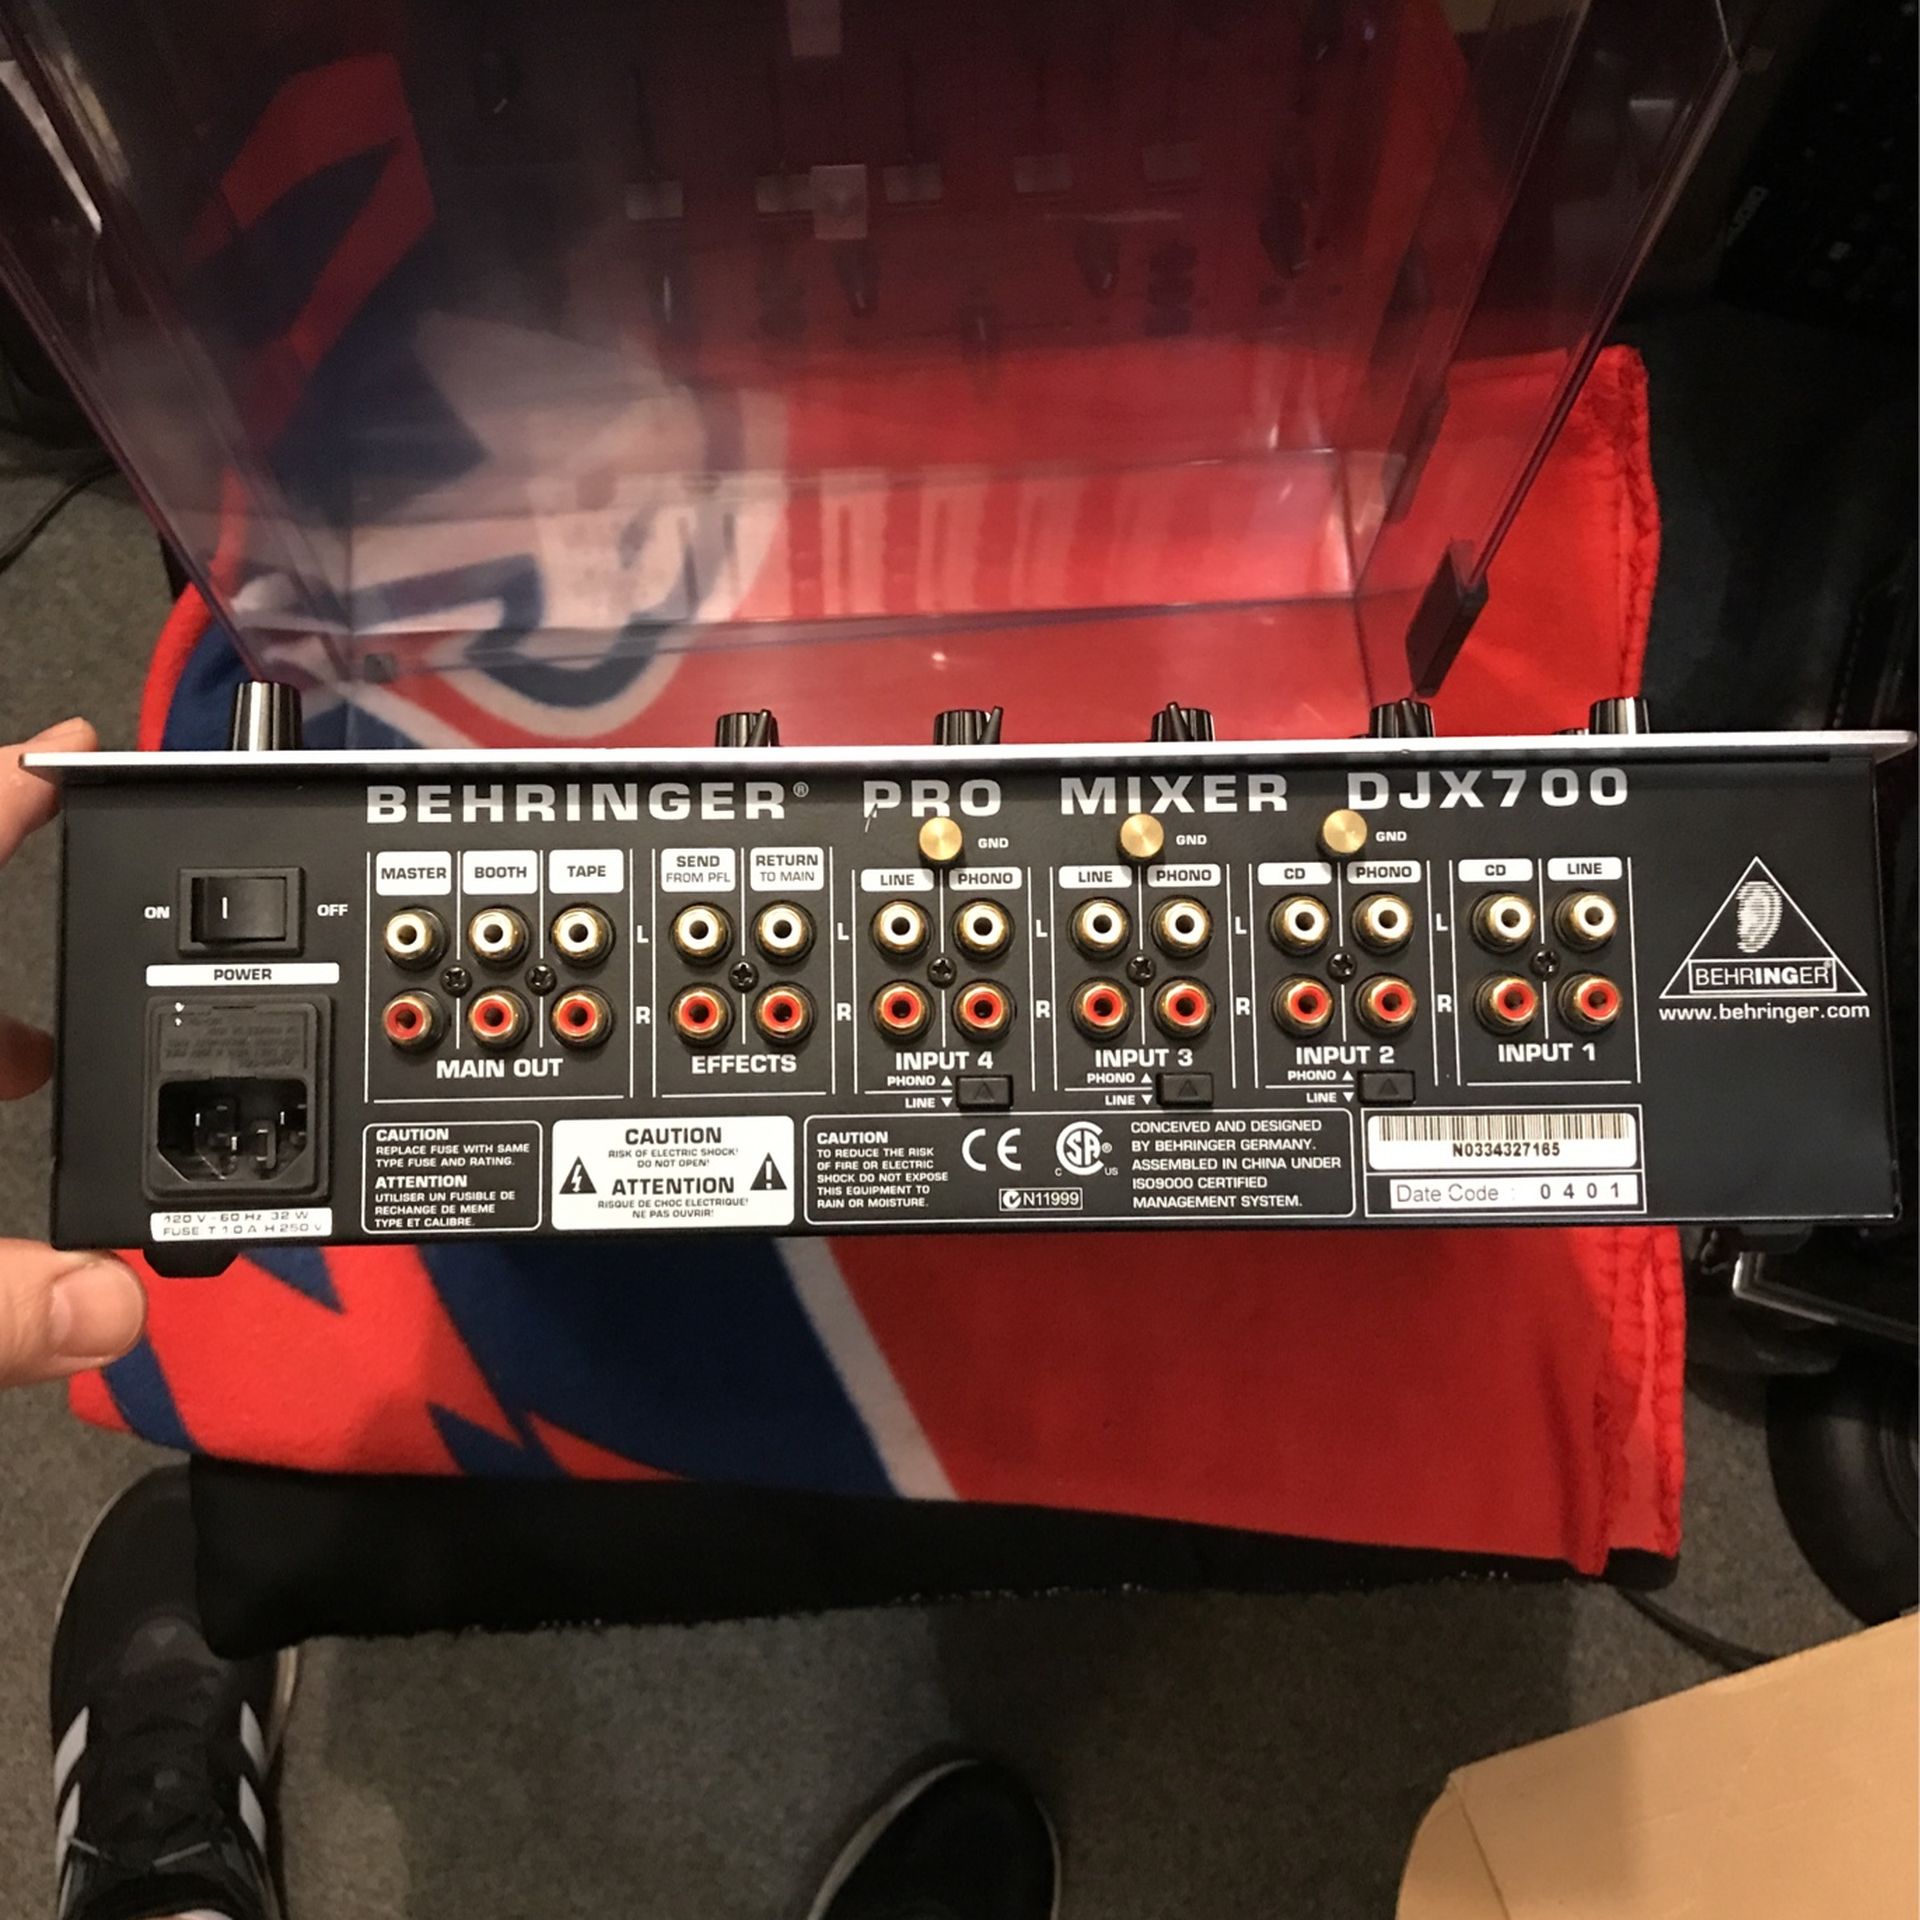 BEHRINGER® PRO MIXER DJX700
GND
GND
GND
ON
OFF
POWER
MASTER
BOOTH
TAPE
L
R
MAIN OUT
SEND
FROM PFL
RETURN
TO MAIN
L
R
EFFECTS
LINE
PHONO
L
R
INPUT 4
PHONO ▲
LINE ▼
LINE
PHONO
L
R
INPUT 3
PHONO ▲
LINE ▼
CD
PHONO
L
R
INPUT 2
PHONO ▲
LINE ▼
CD
LINE
INPUT 1
BEHRINGER®
www.behringer.com
120 V - 60 Hz 32 W
FUSE T 1.0 A H 250 V
CAUTION
REPLACE FUSE WITH SAME
TYPE FUSE AND RATING.
ATTENTION
UTILISER UN FUSIBLE DE
RECHANGE DE MEME
TYPE ET CALIBRE.
CAUTION
RISK OF ELECTRIC SHOCK!
DO NOT OPEN!
ATTENTION
RISQUE DE CHOC ELECTRIQUE!
NE PAS OUVRIR!
CAUTION
TO REDUCE THE RISK
OF FIRE OR ELECTRIC
SHOCK DO NOT EXPOSE
THIS EQUIPMENT TO
RAIN OR MOISTURE.
CE
C SA® US
N11999
CONCEIVED AND DESIGNED
BY BEHRINGER GERMANY.
ASSEMBLED IN CHINA UNDER
ISO9000 CERTIFIED
MANAGEMENT SYSTEM.
N0334327165
Date Code : 0401